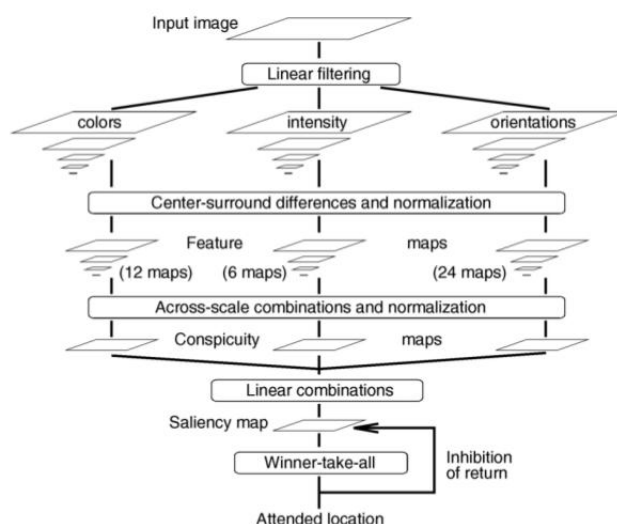 Input image
Linear filtering
colors intensity orientations
Center-surround differences and normalization
Feature maps
(12 maps) (6 maps) (24 maps)
Across-scale combinations and normalization
Conspicuity maps
Linear combinations
Saliency map
Inhibition
of return
Winner-take-all
Attended location